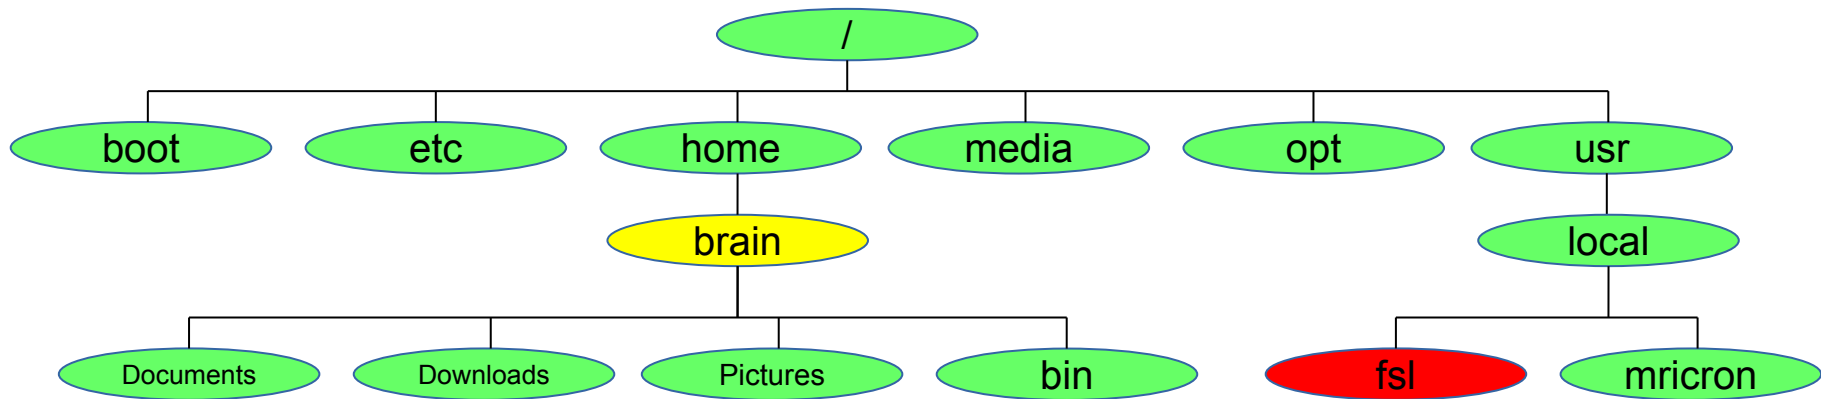 /
boot etc home media opt usr
brain local
Documents Downloads Pictures bin fsl mricron